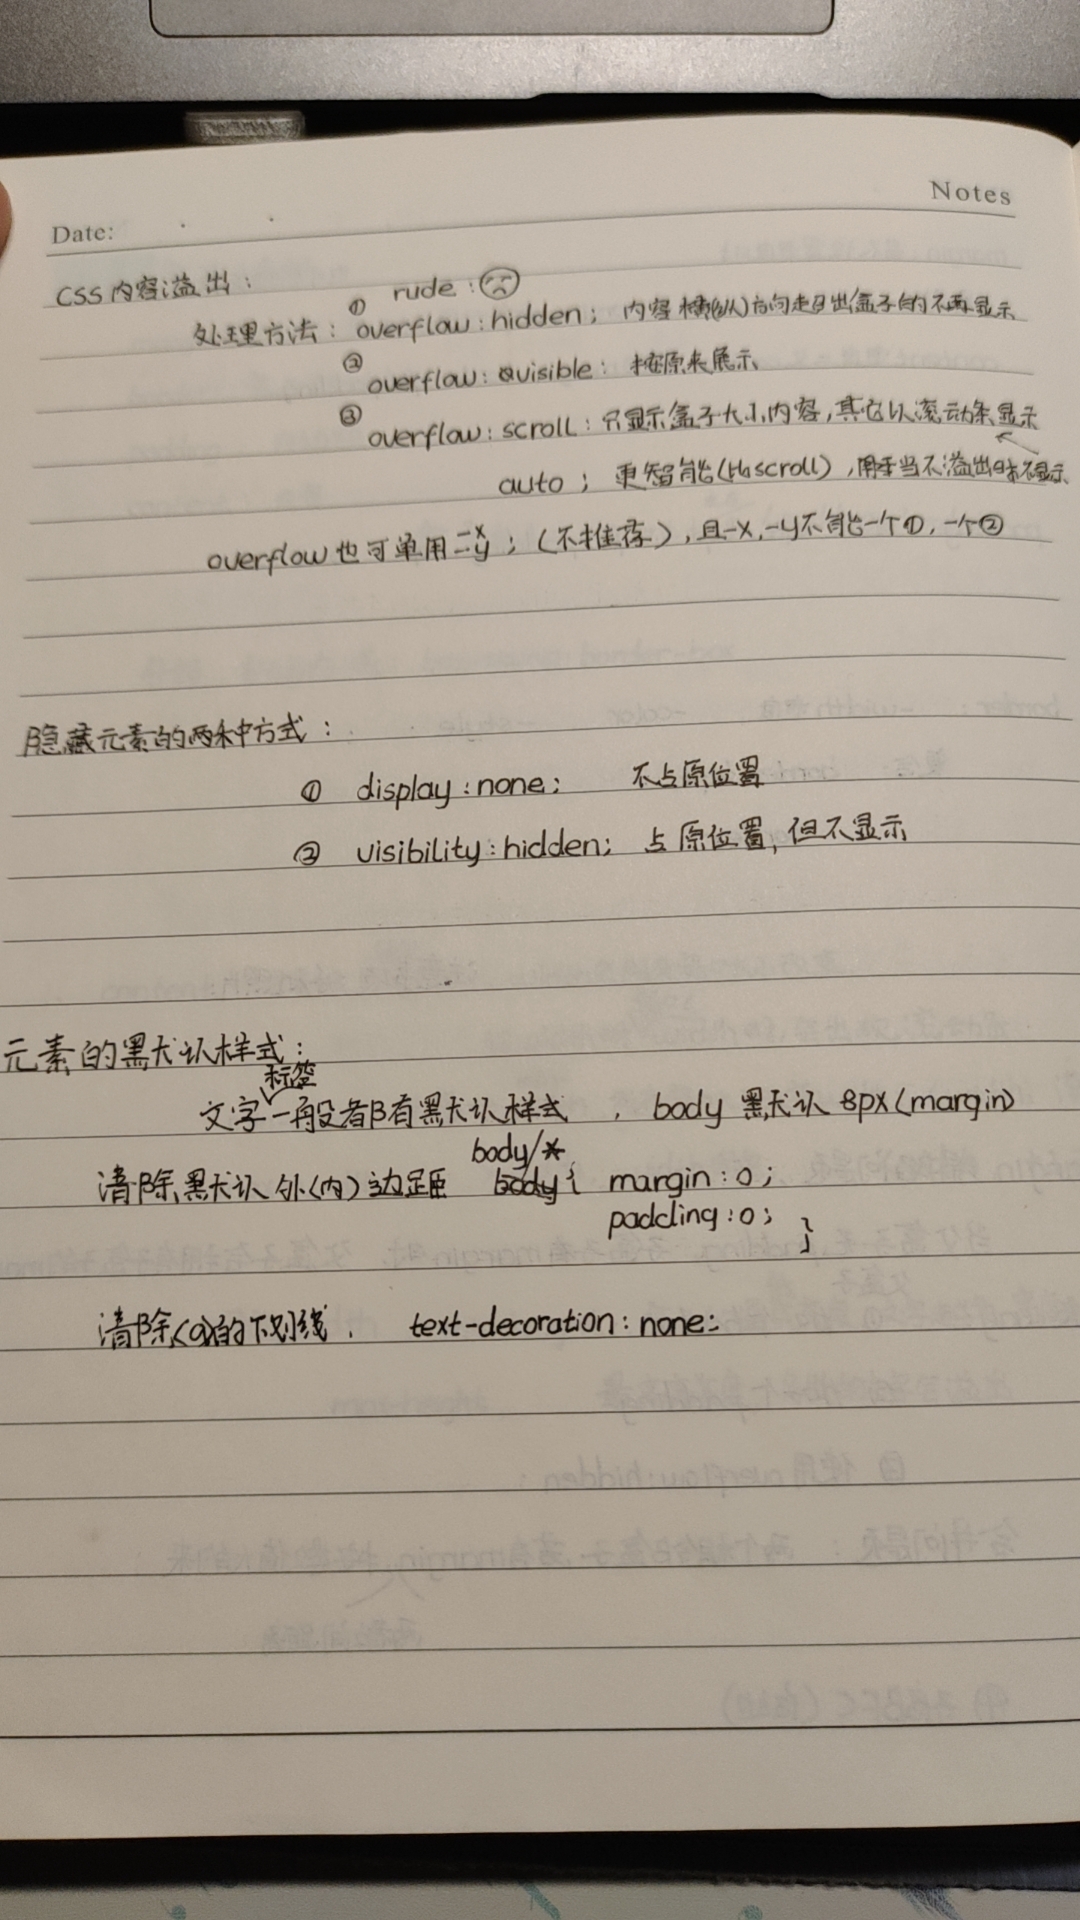 Notes
Date:
CSS内容溢出：
rude：
处理方法：① overflow:hidden； 内容横(纵)方向走出盒子的不再显示
② overflow:visible： 按原来展示
③ overflow:scroll：只显示盒子大小内容，其它以滚动条显示
auto； 更智能(比scroll)，用于当不溢出时不显示
overflow也可单用-x -y；（不推荐），且-x，-y不能一个①，一个②
隐藏元素的两种方式：
① display:none； 不占原位置
② visibility:hidden； 占原位置，但不显示
元素的默认样式：
标签
文字一般都有默认样式 ，body 默认 8px(margin)
body/*
清除默认外(内)边距 body{ margin:0；
padding:0； }
清除<a>的下划线． text-decoration:none: